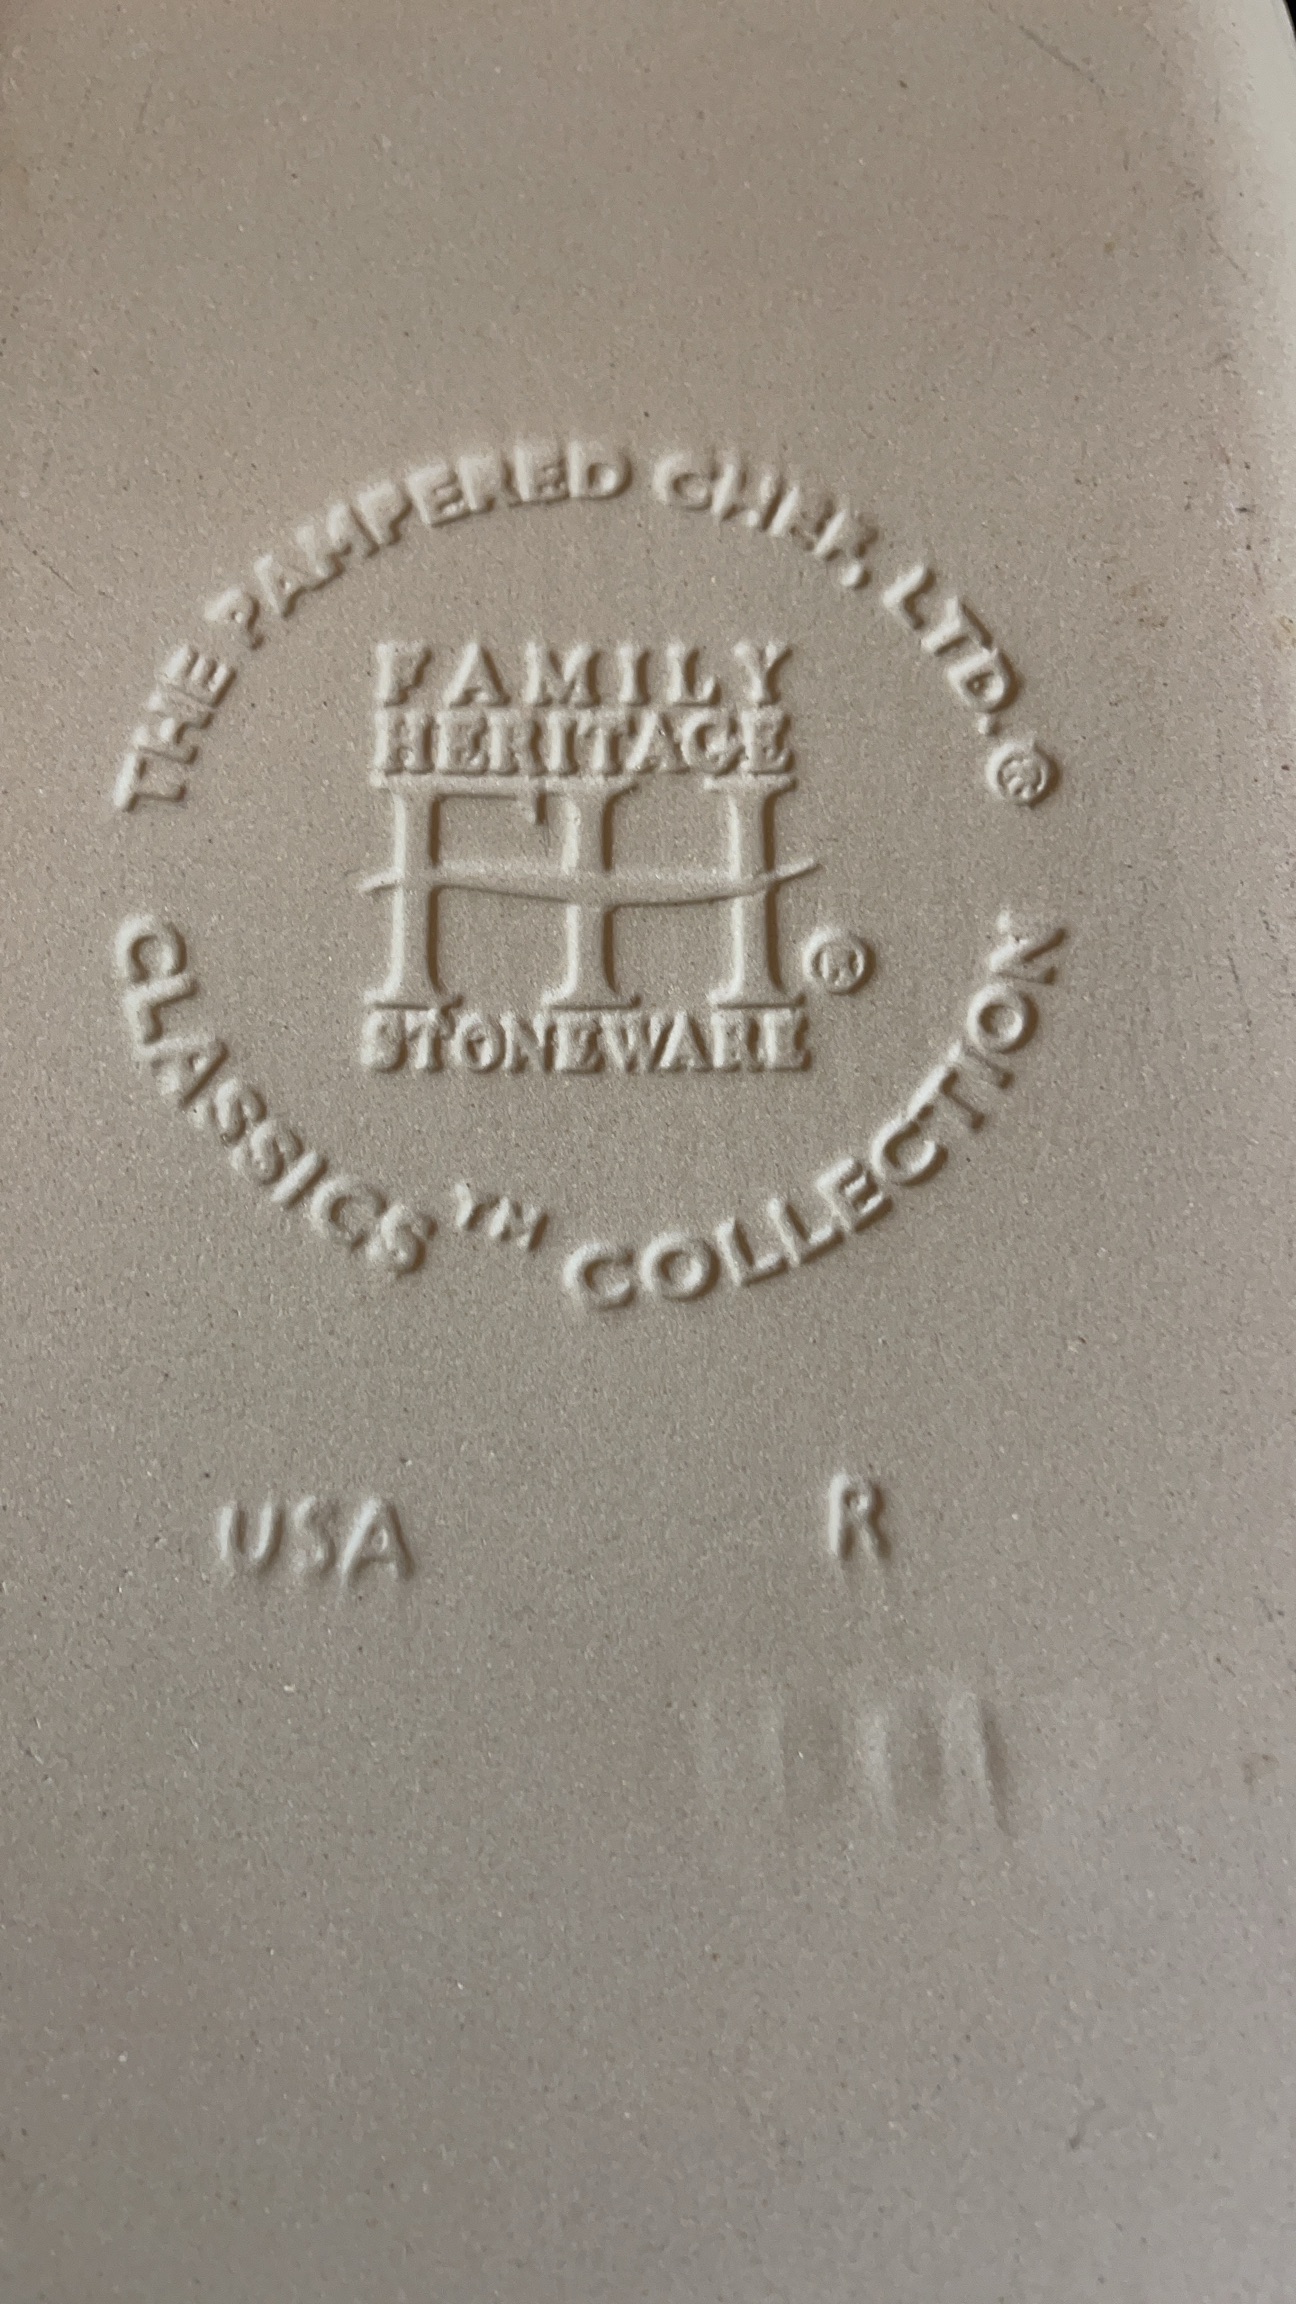 THE PAMPERED CHEF, LTD.®
FAMILY
HERITAGE
FH®
STONEWARE
CLASSICS™ COLLECTION
USA R